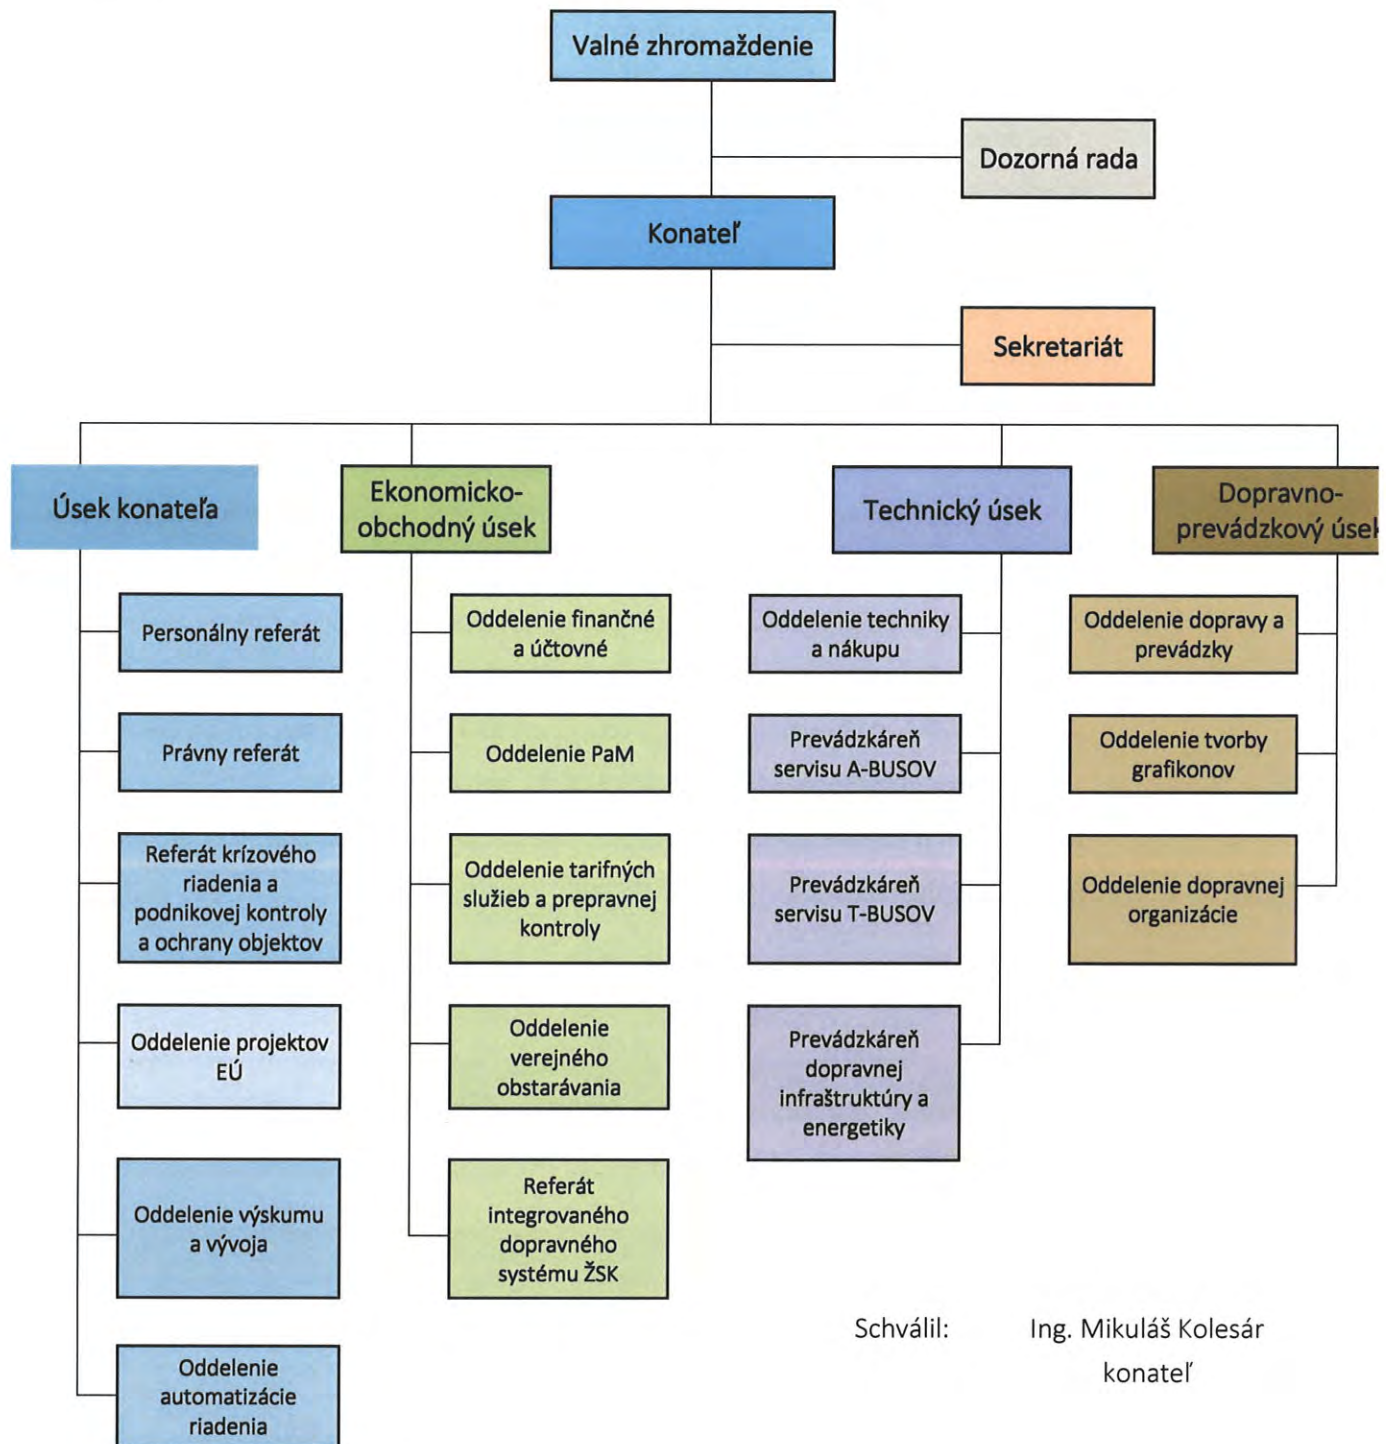 Valné zhromaždenie
Dozorná rada
Konateľ
Sekretariát
Úsek konateľa
Ekonomicko-
obchodný úsek
Technický úsek
Dopravno-
prevádzkový úsek
Personálny referát
Právny referát
Referát krízového
riadenia a
podnikovej kontroly
a ochrany objektov
Oddelenie projektov
EÚ
Oddelenie výskumu
a vývoja
Oddelenie
automatizácie
riadenia
Oddelenie finančné
a účtovné
Oddelenie PaM
Oddelenie tarifných
služieb a prepravnej
kontroly
Oddelenie
verejného
obstarávania
Referát
integrovaného
dopravného
systému ŽSK
Oddelenie techniky
a nákupu
Prevádzkáreň
servisu A-BUSOV
Prevádzkáreň
servisu T-BUSOV
Prevádzkáreň
dopravnej
infraštruktúry a
energetiky
Oddelenie dopravy a
prevádzky
Oddelenie tvorby
grafikonov
Oddelenie dopravnej
organizácie
Schválil: Ing. Mikuláš Kolesár
konateľ